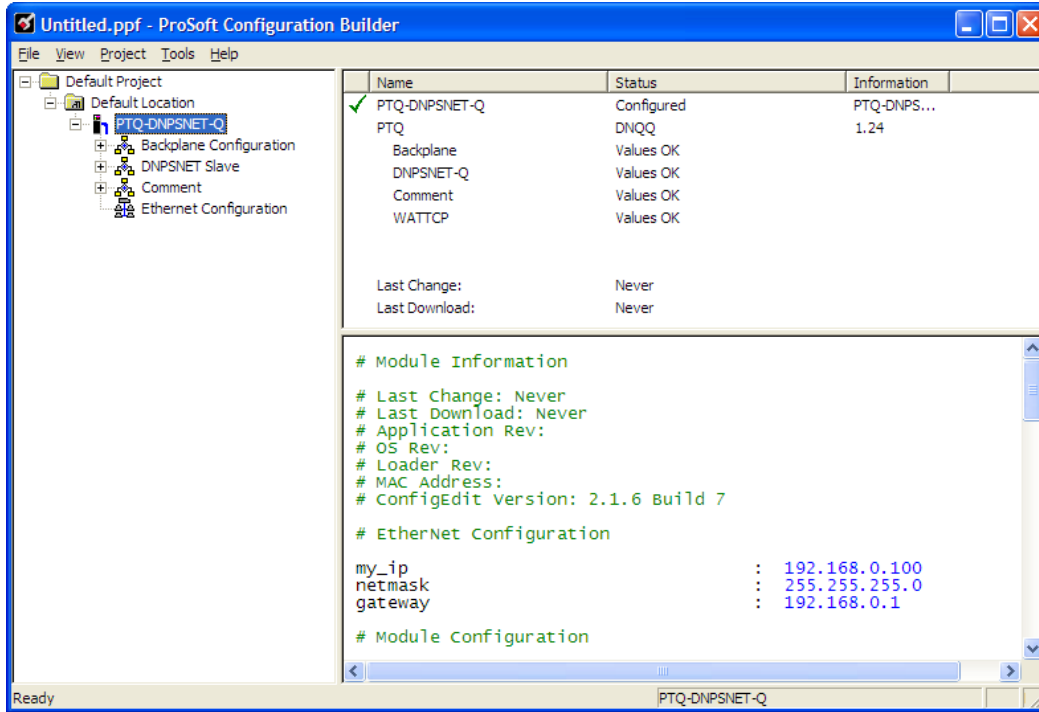 Untitled.ppf - ProSoft Configuration Builder
File View Project Tools Help
Default Project
Default Location
PTQ-DNPSNET-Q
Backplane Configuration
DNPSNET Slave
Comment
Ethernet Configuration
Name Status Information
PTQ-DNPSNET-Q Configured PTQ-DNPS...
PTQ DNQQ 1.24
Backplane Values OK
DNPSNET-Q Values OK
Comment Values OK
WATTCP Values OK
Last Change: Never
Last Download: Never
# Module Information
# Last Change: Never
# Last Download: Never
# Application Rev:
# OS Rev:
# Loader Rev:
# MAC Address:
# ConfigEdit Version: 2.1.6 Build 7
# EtherNet Configuration
my_ip : 192.168.0.100
netmask : 255.255.255.0
gateway : 192.168.0.1
# Module Configuration
Ready PTQ-DNPSNET-Q